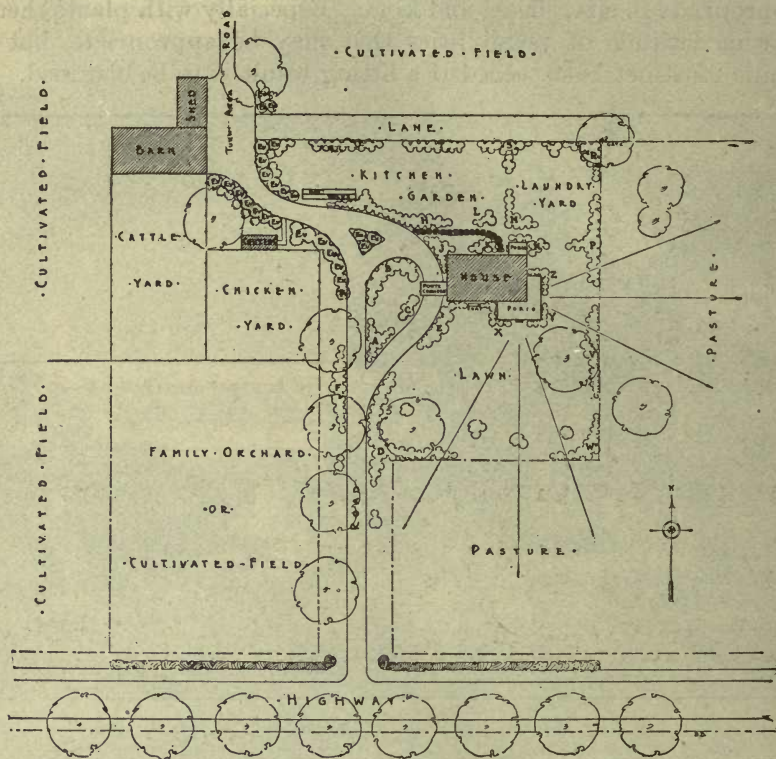 ROAD
·CULTIVATED·FIELD·
·CULTIVATED·FIELD·
SHED
TURN AREA
·LANE·
BARN
·KITCHEN·
·GARDEN·
·LAUNDRY·
YARD·
·CATTLE·
·YARD·
·CHICKEN·
YARD·
HOUSE
PORTE
PORCH
·PASTURE·
·LAWN·
A
B
C
D
H
J
L
M
P
R
V
W
X
Y
Z
·CULTIVATED·FIELD·
FAMILY·ORCHARD·
·OR·
·CULTIVATED-FIELD·
ROAD
·PASTURE·
N
·HIGHWAY·